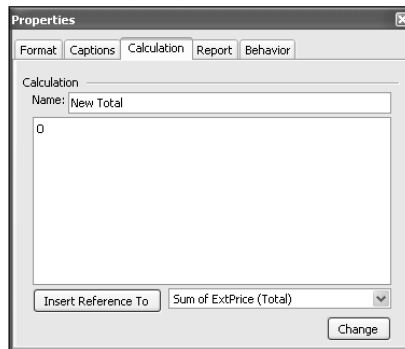 Properties
Format Captions Calculation Report Behavior
Calculation
Name: New Total
0
Insert Reference To Sum of ExtPrice (Total)
Change